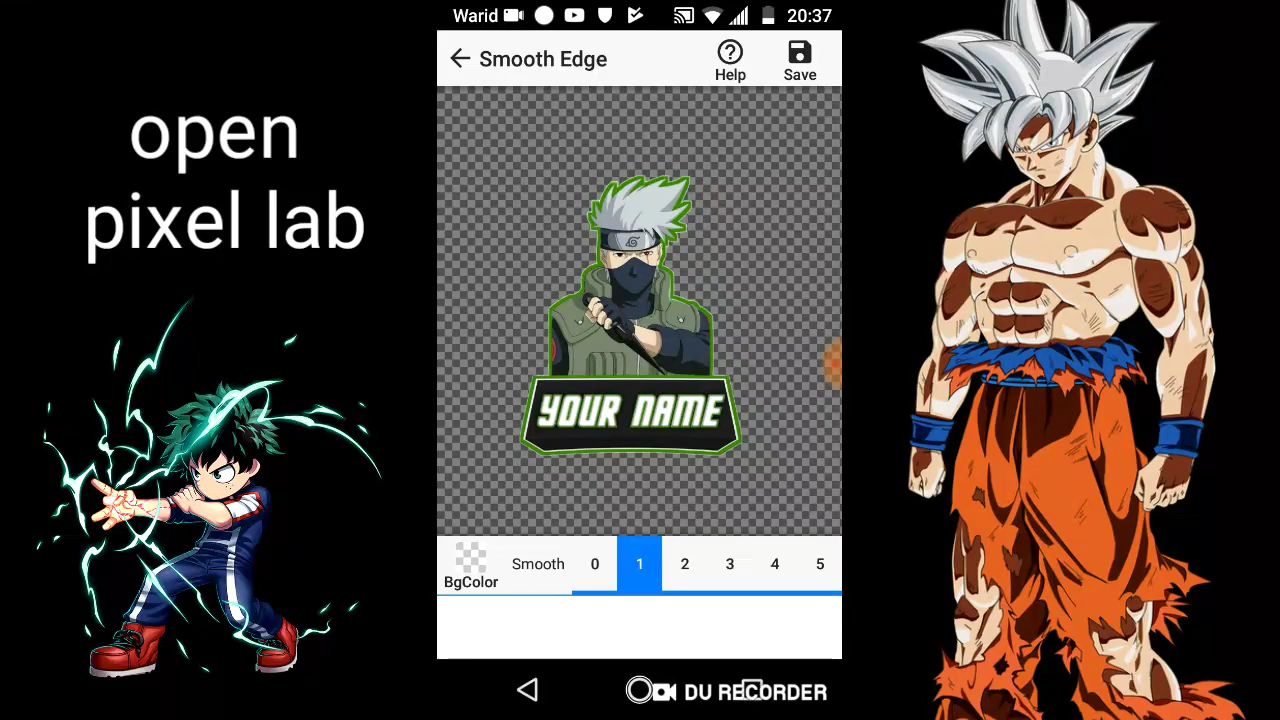 open
pixel lab
Warid 20:37
Smooth Edge
Help
Save
YOUR NAME
BgColor
Smooth 0 1 2 3 4 5
DU RECORDER